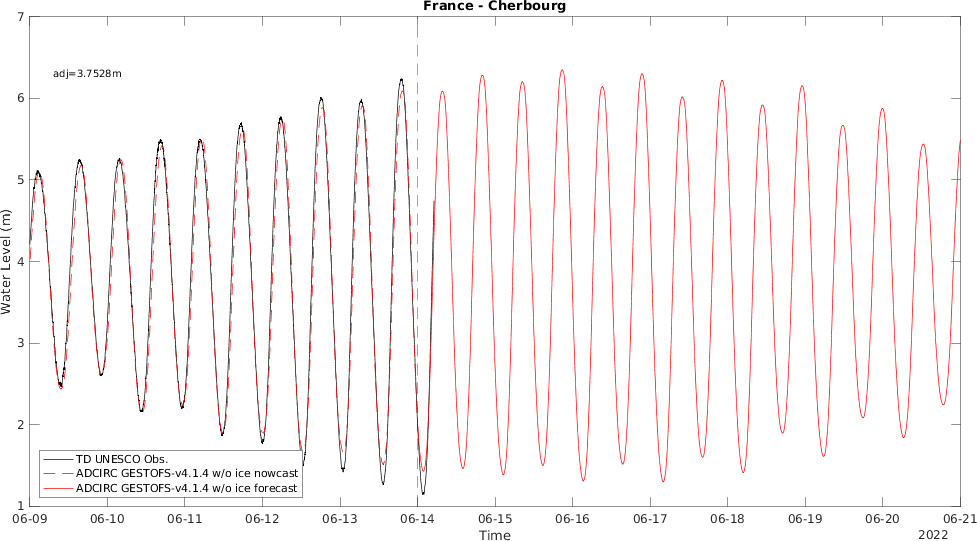 France - Cherbourg
7
adj=3.7528m
6
5
4
3
2
1
Water Level (m)
TD UNESCO Obs.
ADCIRC GESTOFS-v4.1.4 w/o ice nowcast
ADCIRC GESTOFS-v4.1.4 w/o ice forecast
06-09 06-10 06-11 06-12 06-13 06-14 06-15 06-16 06-17 06-18 06-19 06-20 06-21
Time
2022